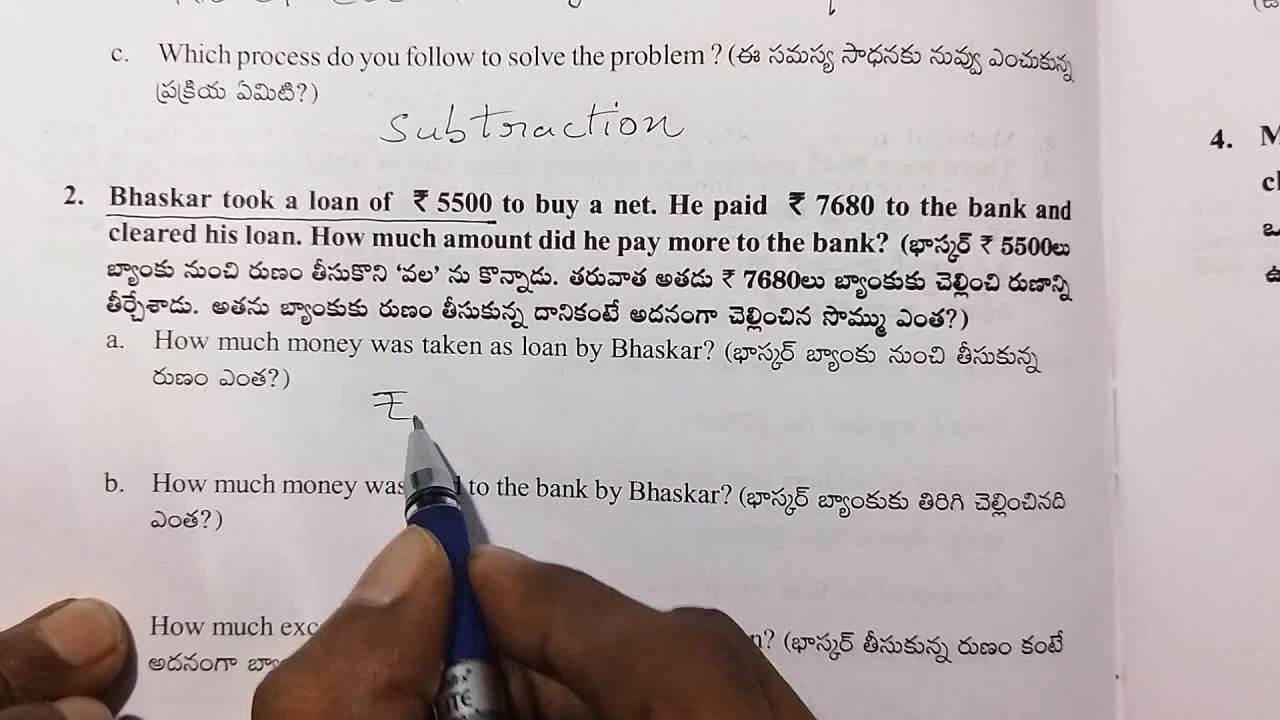 c. Which process do you follow to solve the problem ? (ఈ సమస్య సాధనకు నువ్వు ఎంచుకున్న
ప్రక్రియ ఏమిటి?)
Subtraction
2. Bhaskar took a loan of ₹ 5500 to buy a net. He paid ₹ 7680 to the bank and
cleared his loan. How much amount did he pay more to the bank? (భాస్కర్ ₹ 5500లు
బ్యాంకు నుంచి రుణం తీసుకొని 'వల' ను కొన్నాడు. తరువాత అతడు ₹ 7680లు బ్యాంకుకు చెల్లించి రుణాన్ని
తీర్చేశాడు. అతను బ్యాంకుకు రుణం తీసుకున్న దానికంటే అదనంగా చెల్లించిన సొమ్ము ఎంత?)
a. How much money was taken as loan by Bhaskar? (భాస్కర్ బ్యాంకు నుంచి తీసుకున్న
రుణం ఎంత?)
₹
b. How much money was to the bank by Bhaskar? (భాస్కర్ బ్యాంకుకు తిరిగి చెల్లించినది
ఎంత?)
How much (భాస్కర్ తీసుకున్న రుణం కంటే
అదనంగా
4.